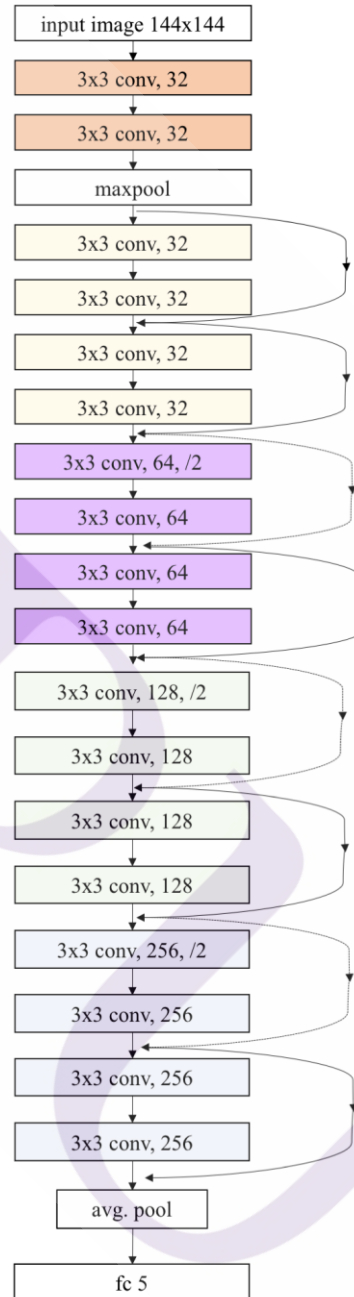 input image 144x144
3x3 conv, 32
3x3 conv, 32
maxpool
3x3 conv, 32
3x3 conv, 32
3x3 conv, 32
3x3 conv, 32
3x3 conv, 64, /2
3x3 conv, 64
3x3 conv, 64
3x3 conv, 64
3x3 conv, 128, /2
3x3 conv, 128
3x3 conv, 128
3x3 conv, 128
3x3 conv, 256, /2
3x3 conv, 256
3x3 conv, 256
3x3 conv, 256
avg. pool
fc 5